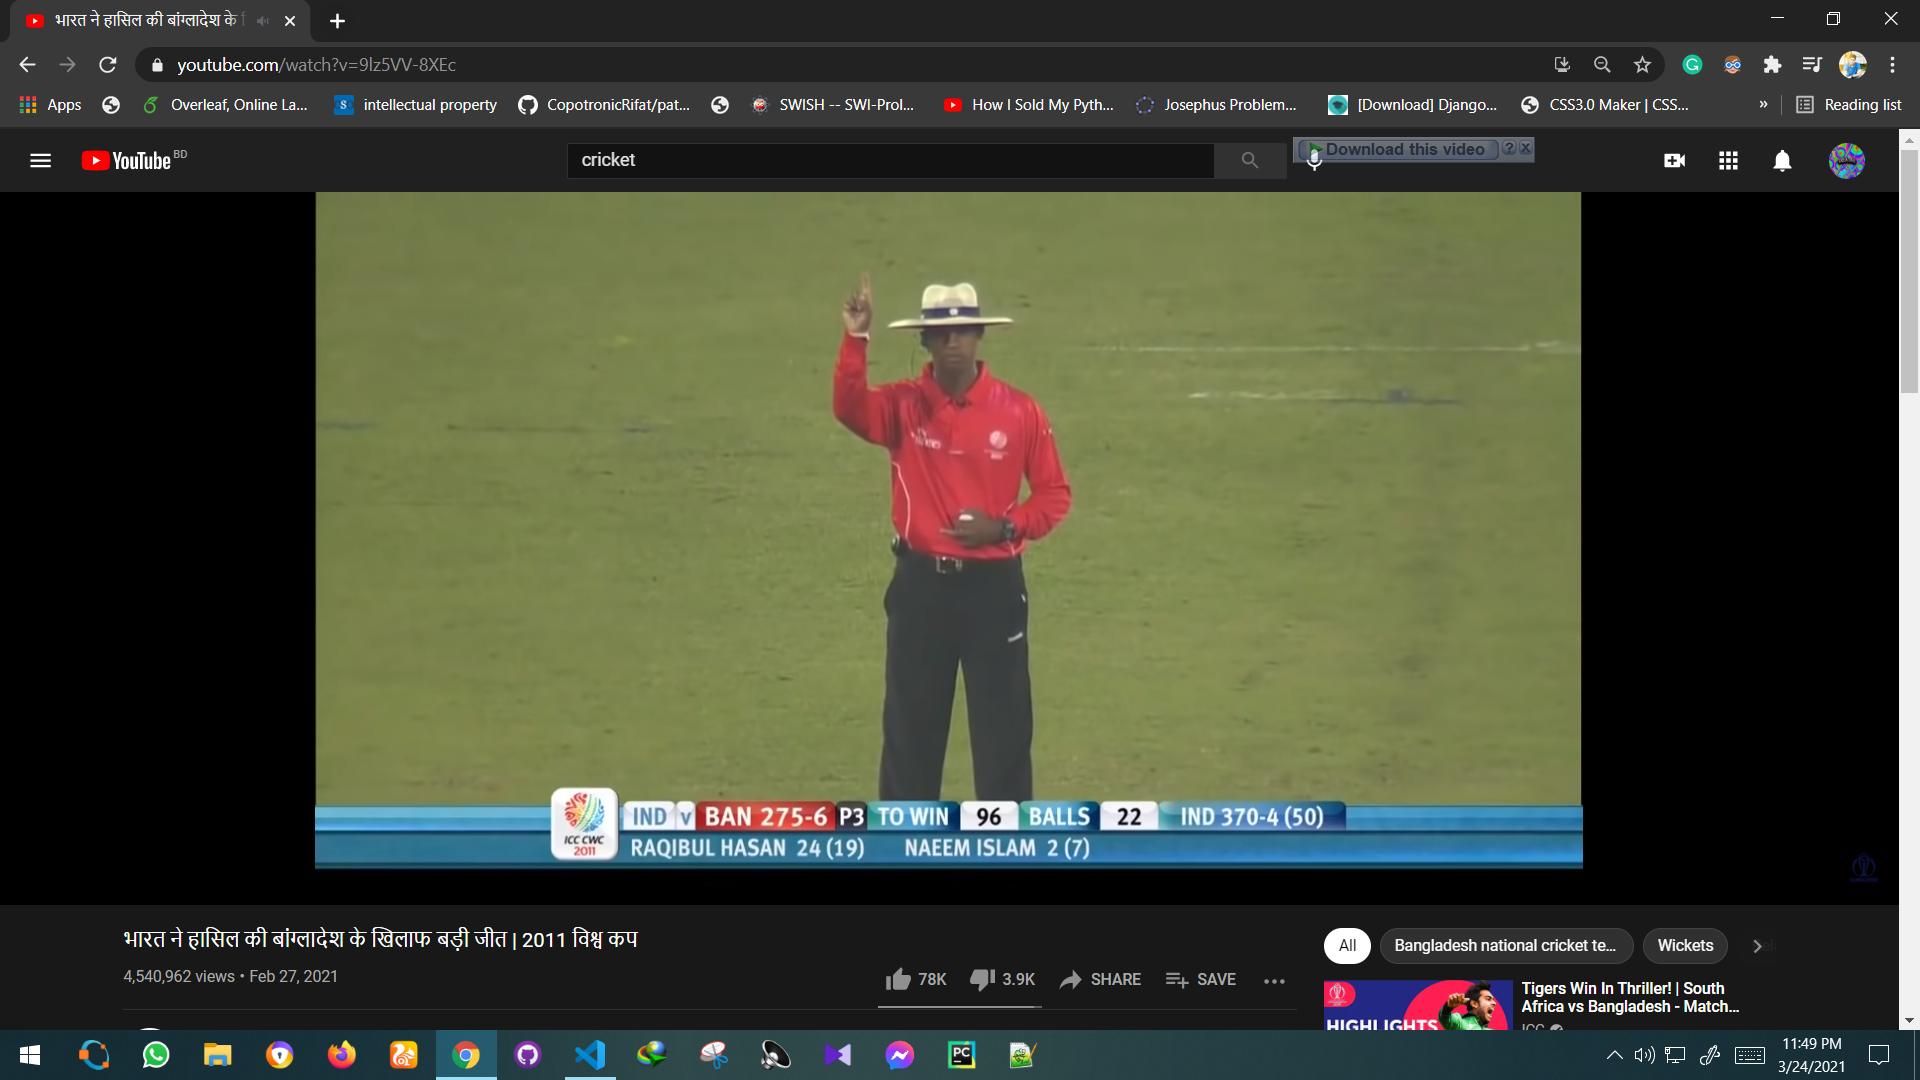 भारत ने हासिल की बांग्लादेश के
youtube.com/watch?v=9lz5VV-8XEc
Apps
Overleaf, Online La...
intellectual property
CopotronicRifat/pat...
SWISH -- SWI-Prol...
How I Sold My Pyth...
Josephus Problem...
[Download] Django...
CSS3.0 Maker | CSS...
»
Reading list
YouTube BD
cricket
Download this video ?
IND v BAN 275-6 P3 TO WIN 96 BALLS 22 IND 370-4 (50)
ICC CWC
2011
RAQIBUL HASAN 24 (19) NAEEM ISLAM 2 (7)
भारत ने हासिल की बांग्लादेश के खिलाफ बड़ी जीत | 2011 विश्व कप
4,540,962 views • Feb 27, 2021
78K
3.9K
SHARE
SAVE
All
Bangladesh national cricket te...
Wickets
HIGHLIGHTS
Tigers Win In Thriller! | South
Africa vs Bangladesh - Match...
ICC
PC
11:49 PM
3/24/2021